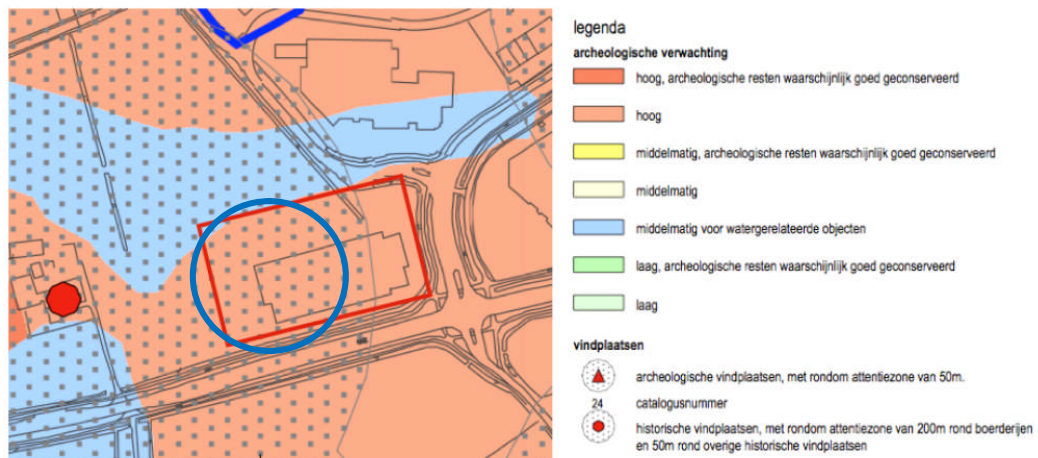 legenda
archeologische verwachting
hoog, archeologische resten waarschijnlijk goed geconserveerd
hoog
middelmatig, archeologische resten waarschijnlijk goed geconserveerd
middelmatig
middelmatig voor watergerelateerde objecten
laag, archeologische resten waarschijnlijk goed geconserveerd
laag
vindplaatsen
archeologische vindplaatsen, met rondom attentiezone van 50m.
24 catalogusnummer
historische vindplaatsen, met rondom attentiezone van 200m rond boerderijen
en 50m rond overige historische vindplaatsen